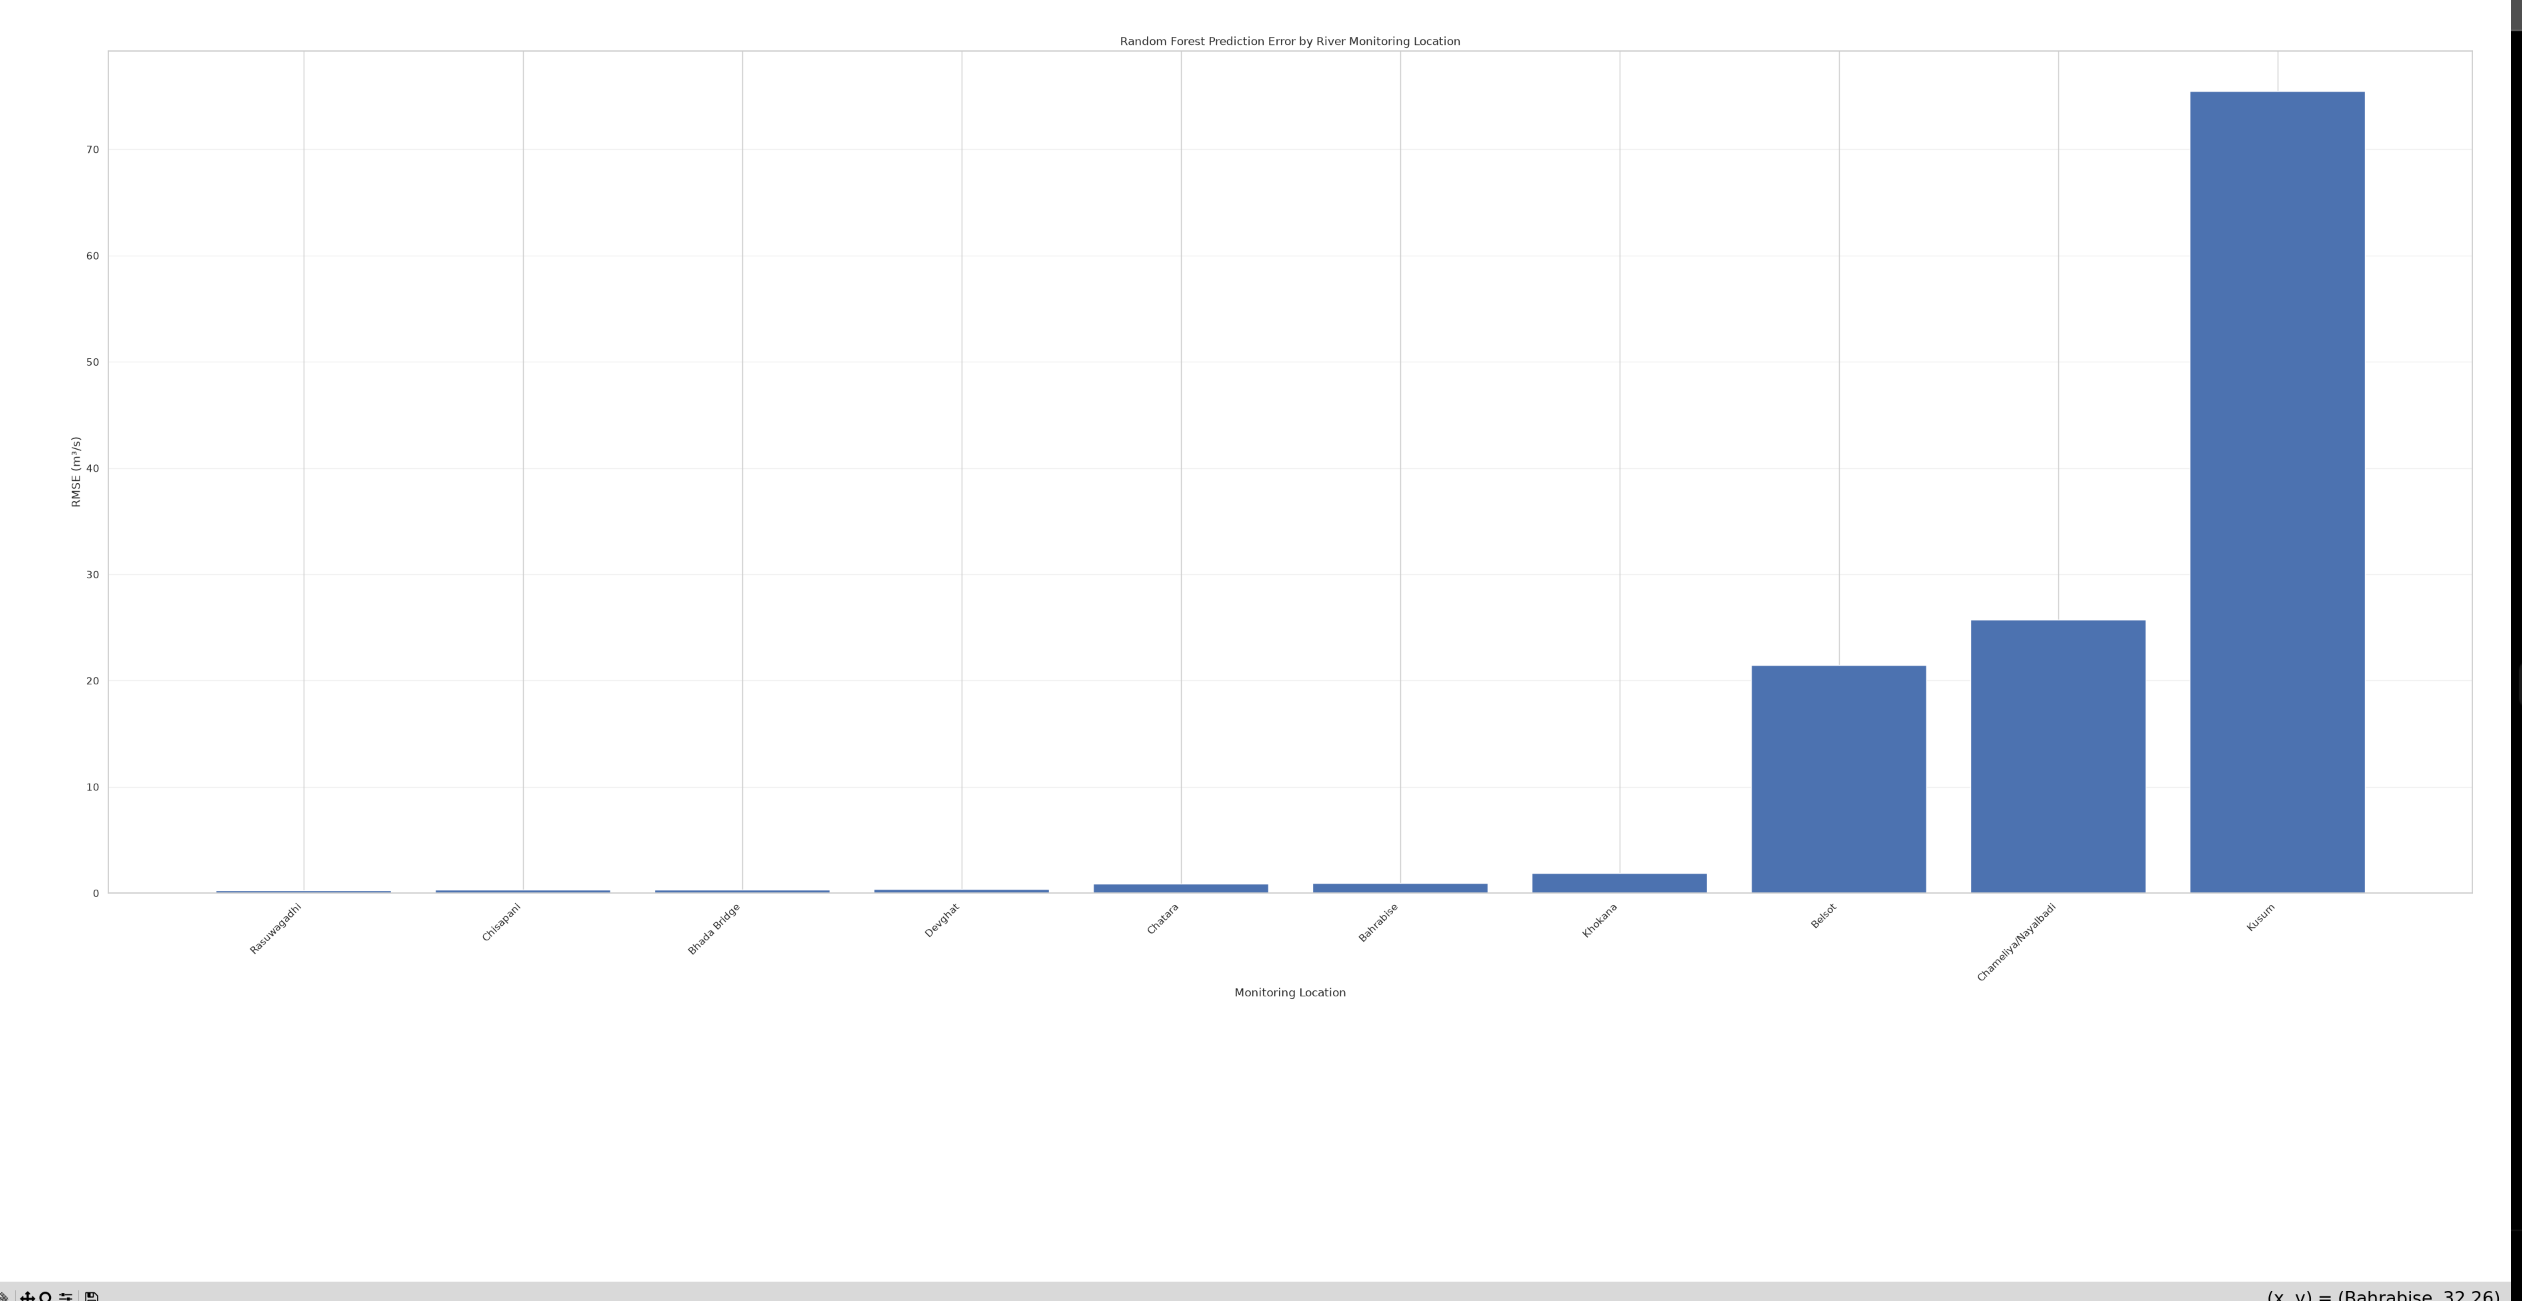 Random Forest Prediction Error by River Monitoring Location
RMSE (m³/s)
70
60
50
40
30
20
10
0
Rasuwagadhi
Chisapani
Bhada Bridge
Devghat
Chatara
Bahrabise
Khokana
Belsot
Chameliya/Nayalbadi
Kusum
Monitoring Location
(x, y) = (Bahrabise, 32.26)